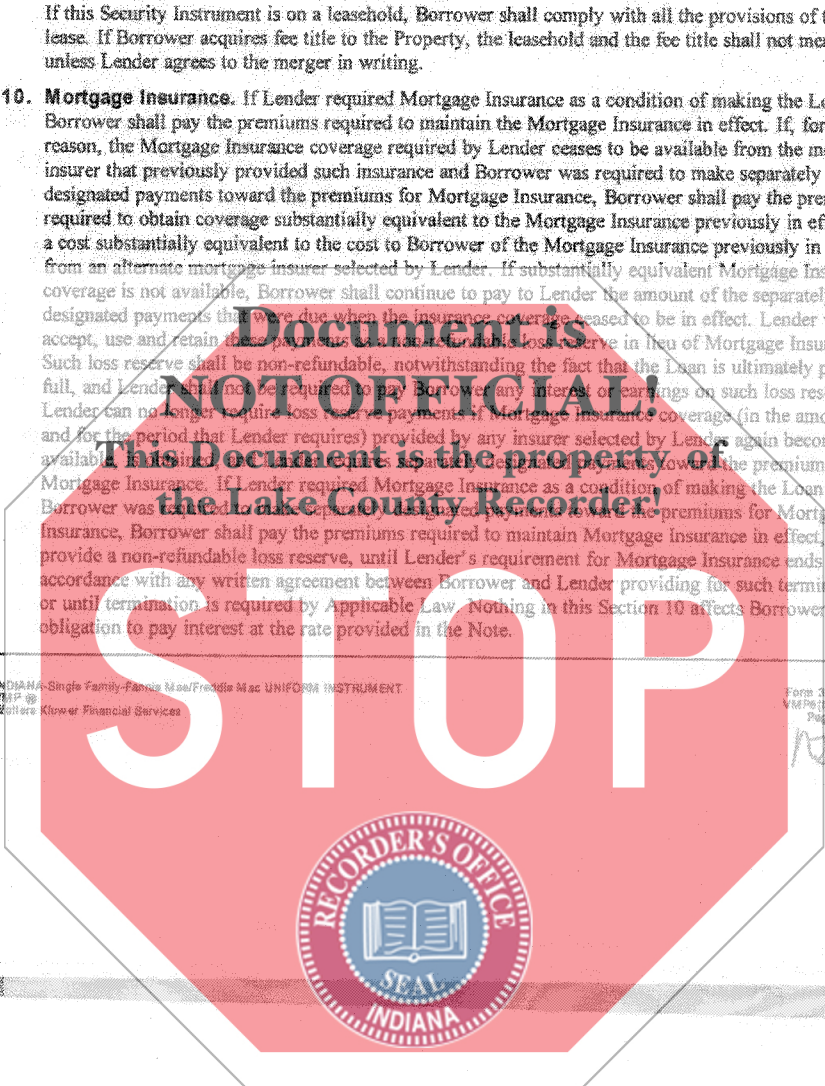 If this Security Instrument is on a leasehold, Borrower shall comply with all the provisions of
lease. If Borrower acquires fee title to the Property, the leasehold and the fee title shall not
unless Lender agrees to the merger in writing.
10. Mortgage Insurance. If Lender required Mortgage Insurance as a condition of making the
Borrower shall pay the premiums required to maintain the Mortgage Insurance in effect. If, for
reason, the Mortgage Insurance coverage required by Lender ceases to be available from the
insurer that previously provided such insurance and Borrower was required to make separately
designated payments toward the premiums for Mortgage Insurance, Borrower shall pay the
required to obtain coverage substantially equivalent to the Mortgage Insurance previously in
a cost substantially equivalent to the cost to Borrower of the Mortgage Insurance previously in
from an alternate mortgage insurer selected by Lender. If substantially equivalent Mortgage
coverage is not available, Borrower shall continue to pay to Lender the amount of the separately
designated payments that were due when the insurance coverage ceased to be in effect. Lender
Document is
accept, use and retain these payments as a non-refundable loss reserve in lieu of Mortgage
Such loss reserve shall be non-refundable, notwithstanding the fact that the Loan is ultimately
full, and Lender shall not be required to pay Borrower any interest or earnings on such loss
NOT OFFICIAL!
Lender can no longer require loss reserve payments if Mortgage Insurance coverage (in the
and for the period that Lender requires) provided by any insurer selected by Lender again
This Document is the property of
available, is obtained, and Lender requires separately designated payments toward the
Mortgage Insurance. If Lender required Mortgage Insurance as a condition of making the Loan
the Lake County Recorder!
Borrower was required to make separately designated payments toward the premiums for
Insurance, Borrower shall pay the premiums required to maintain Mortgage Insurance in effect,
provide a non-refundable loss reserve, until Lender's requirement for Mortgage Insurance ends
accordance with any written agreement between Borrower and Lender providing for such
or until termination is required by Applicable Law. Nothing in this Section 10 affects
obligation to pay interest at the rate provided in the Note.
STOP
-Single Family-Fannie Mae/Freddie Mac UNIFORM INSTRUMENT
Form
Kluwer Financial Services
RECORDER'S OFFICE
SEAL
INDIANA